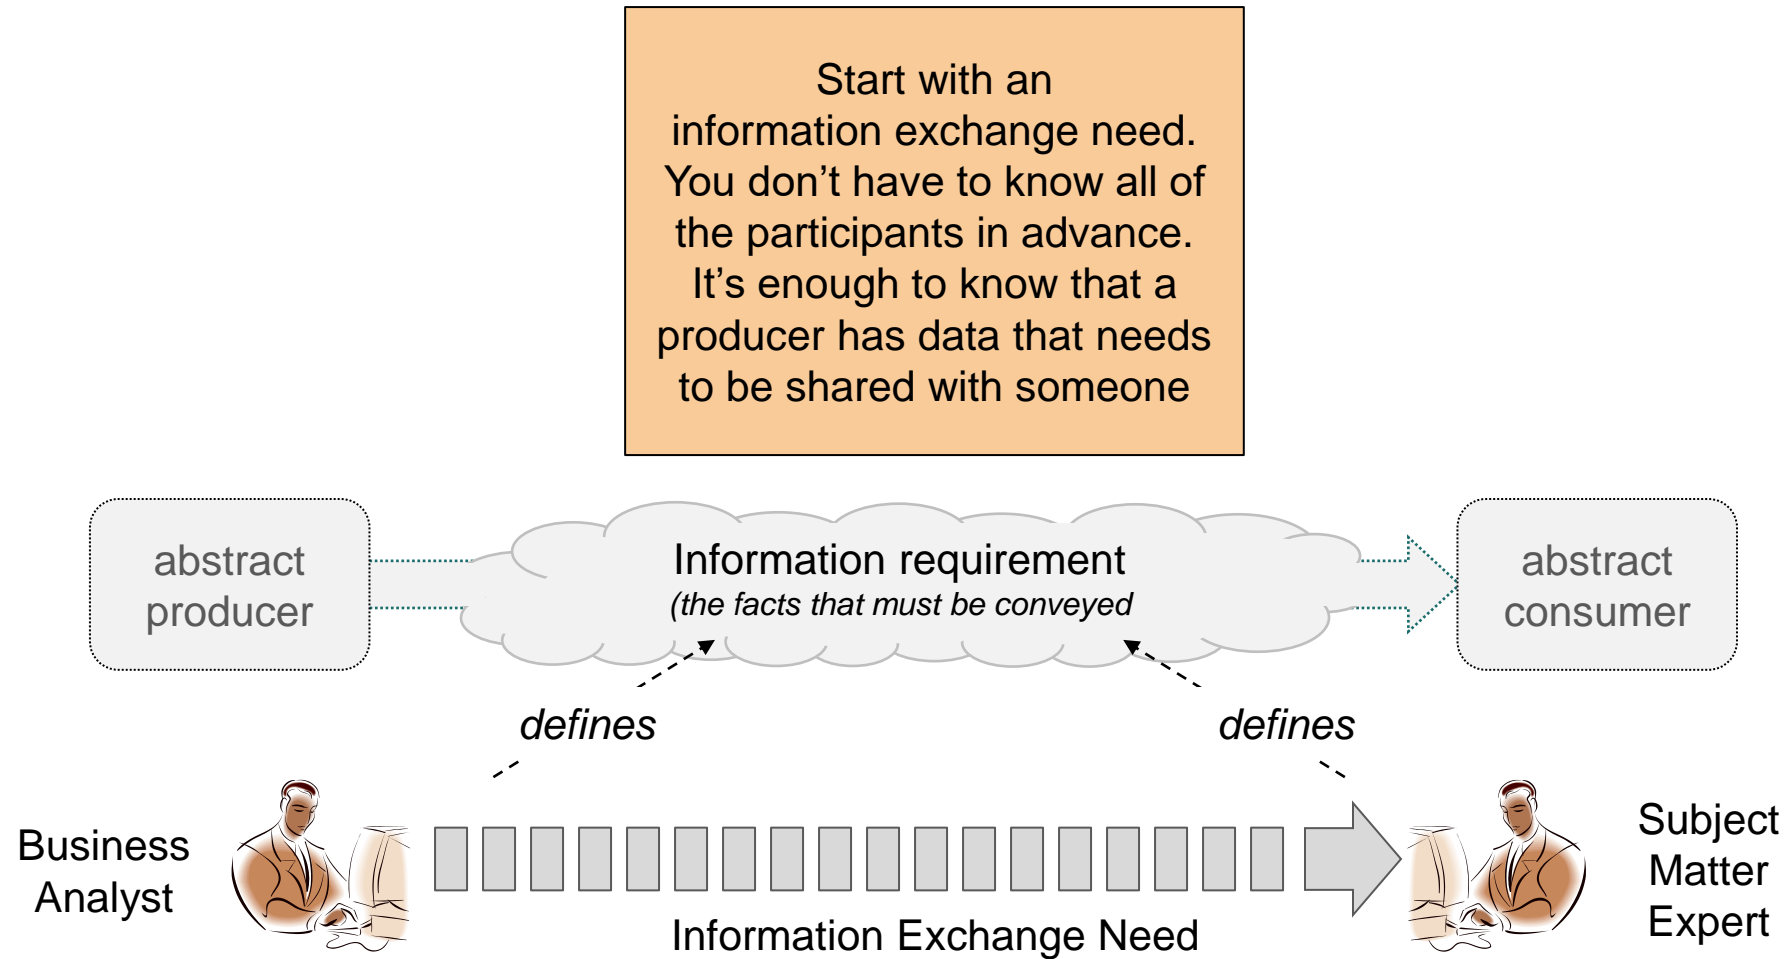 Start with an
information exchange need.
You don’t have to know all of
the participants in advance.
It’s enough to know that a
producer has data that needs
to be shared with someone
abstract
producer
Information requirement
(the facts that must be conveyed
abstract
consumer
defines
defines
Business
Analyst
Information Exchange Need
Subject
Matter
Expert